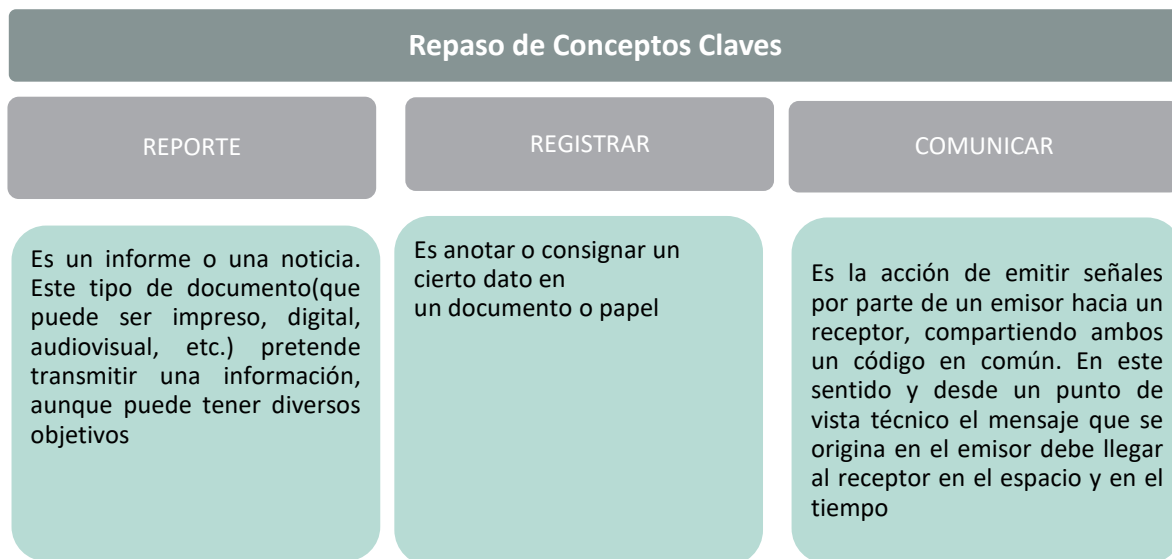 Repaso de Conceptos Claves
REPORTE
Es un informe o una noticia.
Este tipo de documento(que
puede ser impreso, digital,
audiovisual, etc.) pretende
transmitir una información,
aunque puede tener diversos
objetivos
REGISTRAR
Es anotar o consignar un
cierto dato en
un documento o papel
COMUNICAR
Es la acción de emitir señales
por parte de un emisor hacia un
receptor, compartiendo ambos
un código en común. En este
sentido y desde un punto de
vista técnico el mensaje que se
origina en el emisor debe llegar
al receptor en el espacio y en el
tiempo